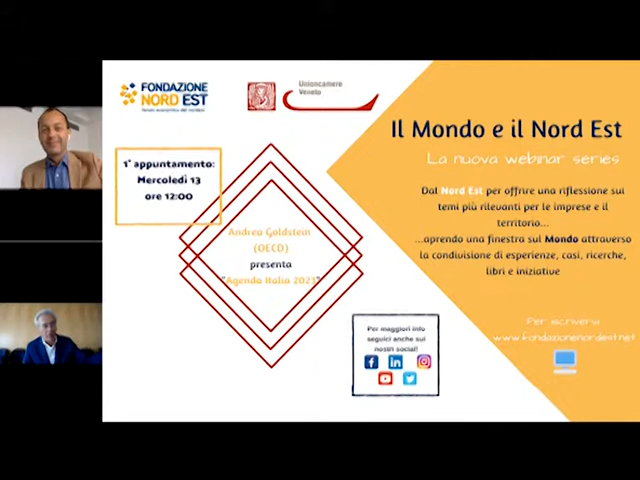 FONDAZIONE
NORD EST
Unioncamere
Veneto
1° appuntamento:
Mercoledì 13
ore 12:00
Andrea Goldstein
(OECD)
presenta
"Agenda Italia 2023"
Per maggiori info
seguici anche sui
nostri social!
Il Mondo e il Nord Est
La nuova webinar series
Dal Nord Est per offrire una riflessione sui
temi più rilevanti per le imprese e il
territorio...
...aprendo una finestra sul Mondo attraverso
la condivisione di esperienze, casi, ricerche,
libri e iniziative
Per iscriversi
www.fondazionenordest.net